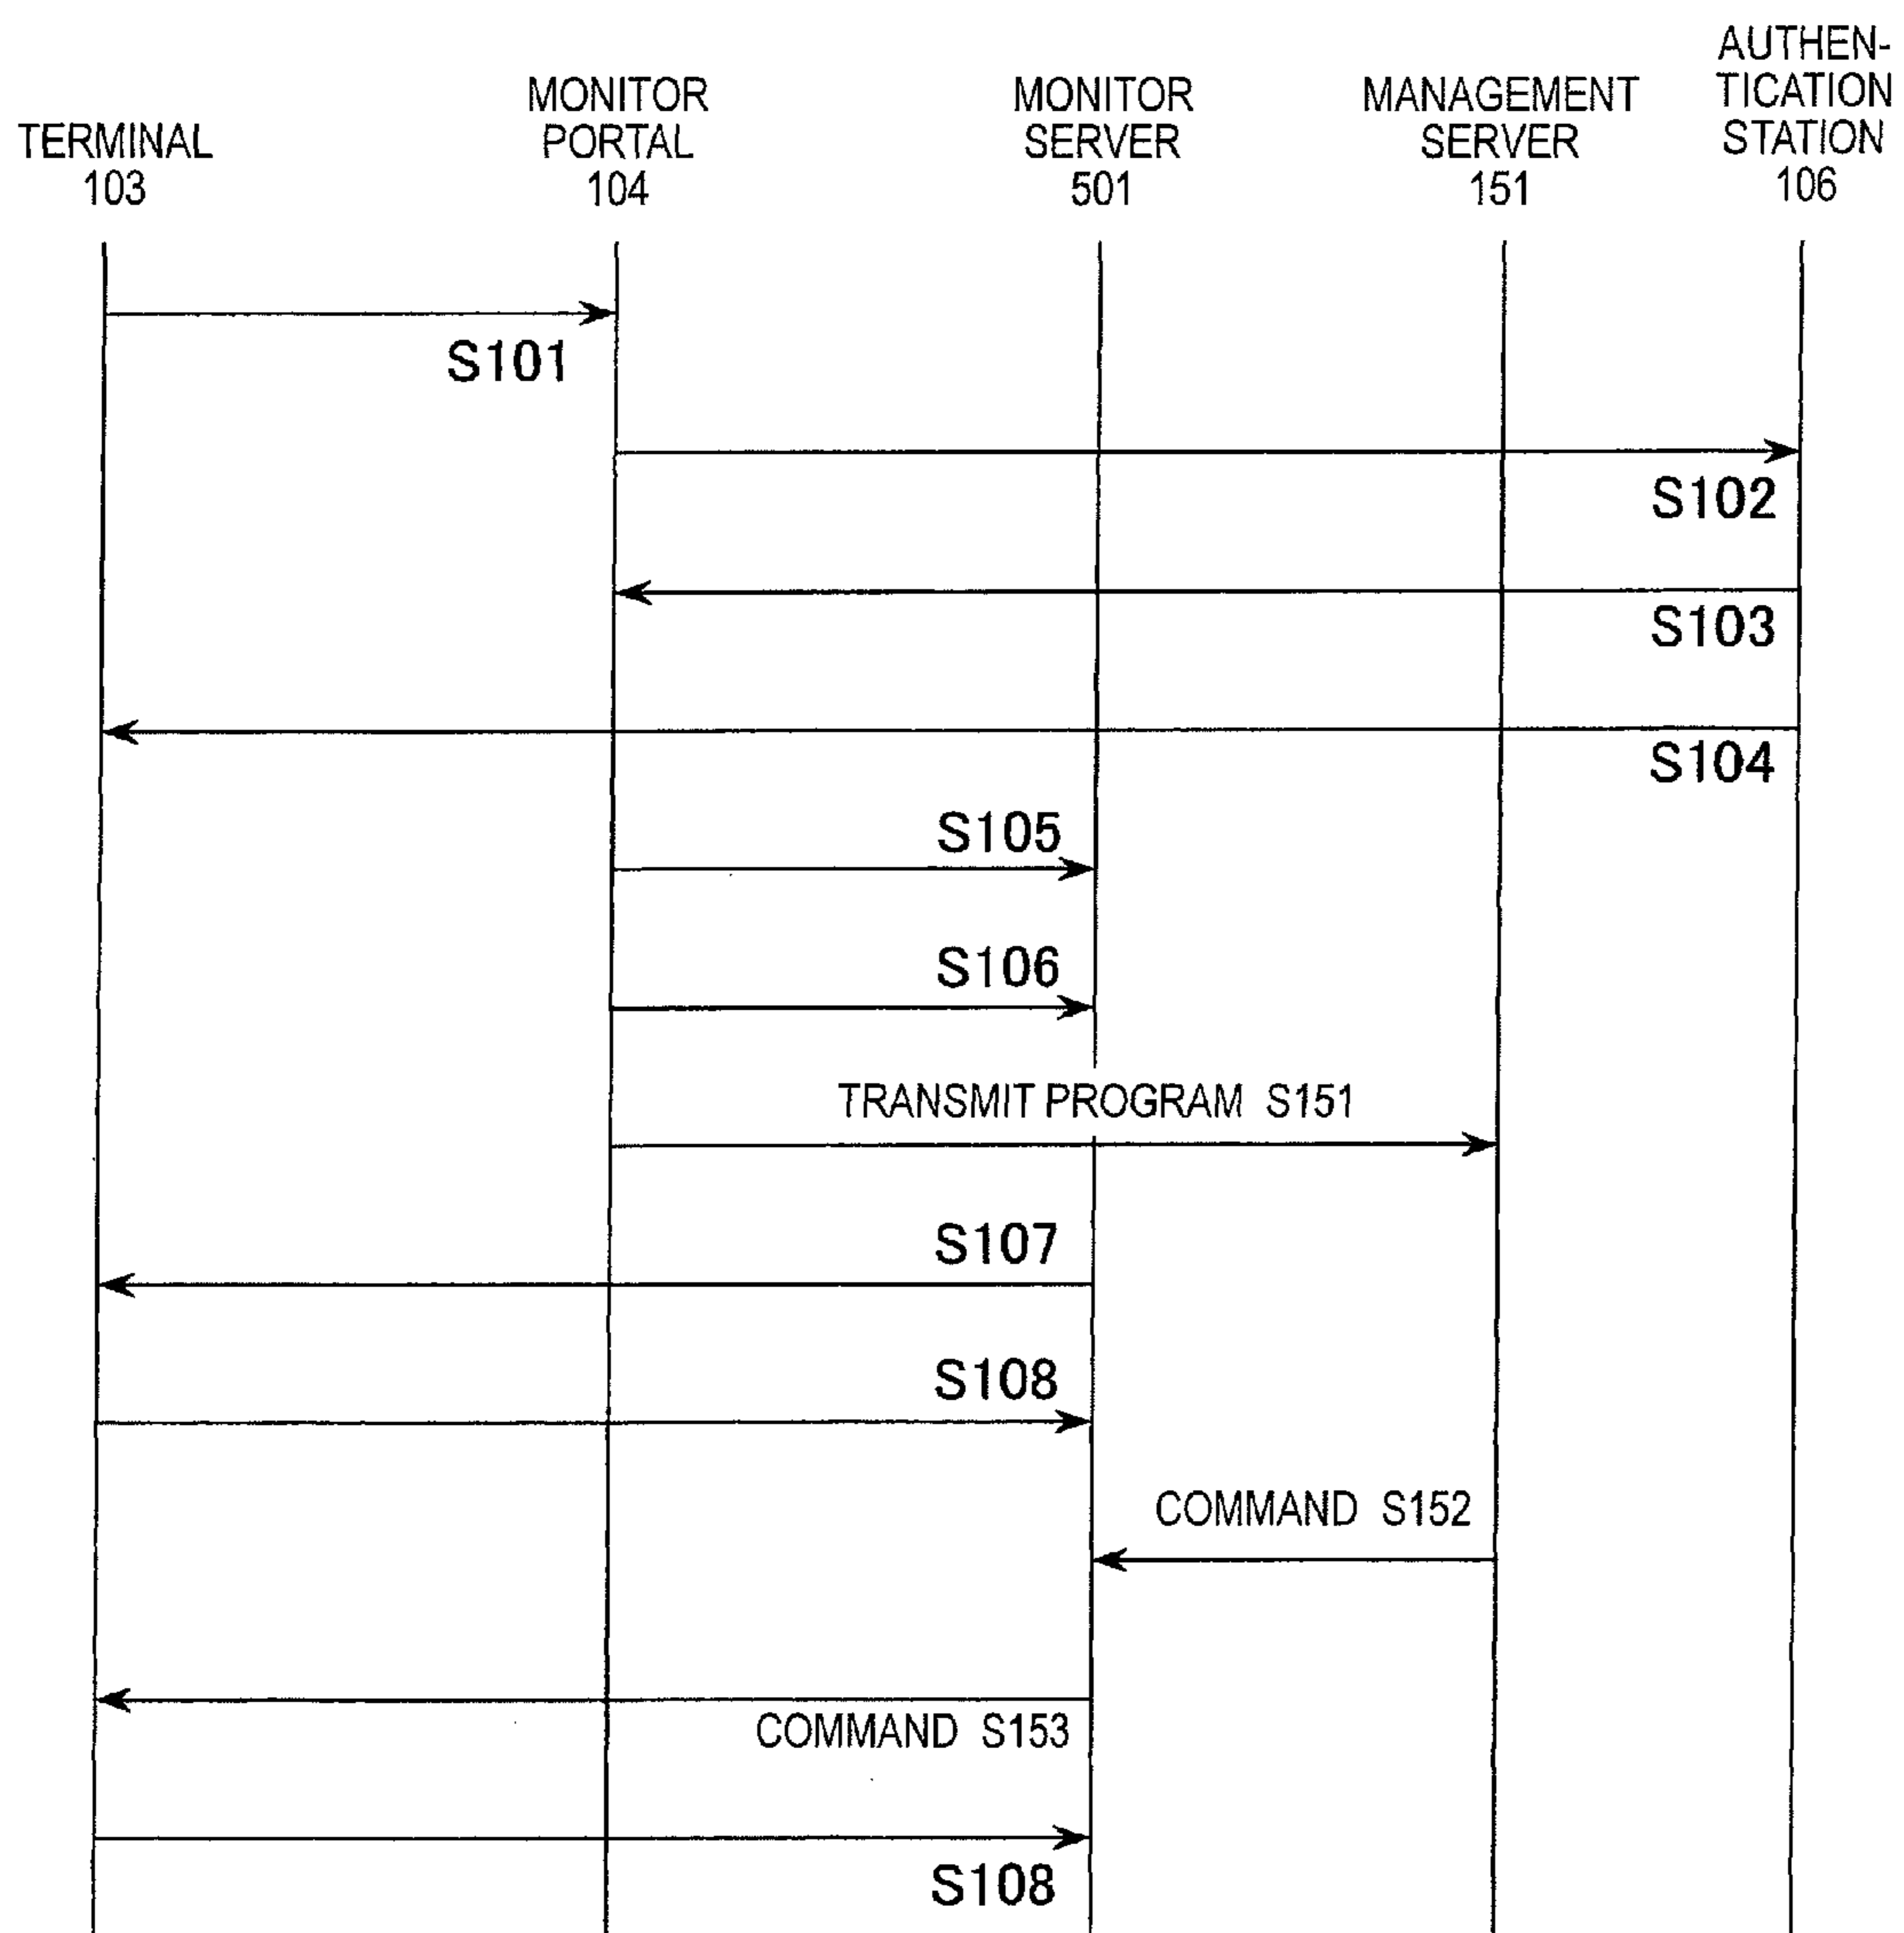 TERMINAL
103
MONITOR
PORTAL
104
MONITOR
SERVER
501
MANAGEMENT
SERVER
151
AUTHEN-
TICATION
STATION
106
S101
S102
S103
S104
S105
S106
TRANSMIT PROGRAM S151
S107
S108
COMMAND S152
COMMAND S153
S108